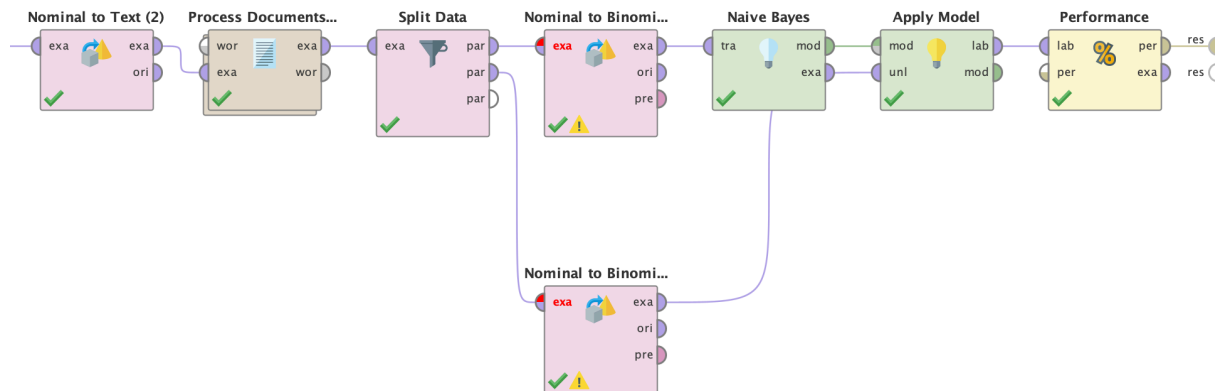 Nominal to Text (2)
exa exa
ori
Process Documents...
wor exa
exa wor
Split Data
exa par
par
par
Nominal to Binomi...
exa exa
ori
pre
Naive Bayes
tra mod
exa
Apply Model
mod lab
unl mod
Performance
lab per
per exa
%
res
res
Nominal to Binomi...
exa exa
ori
pre